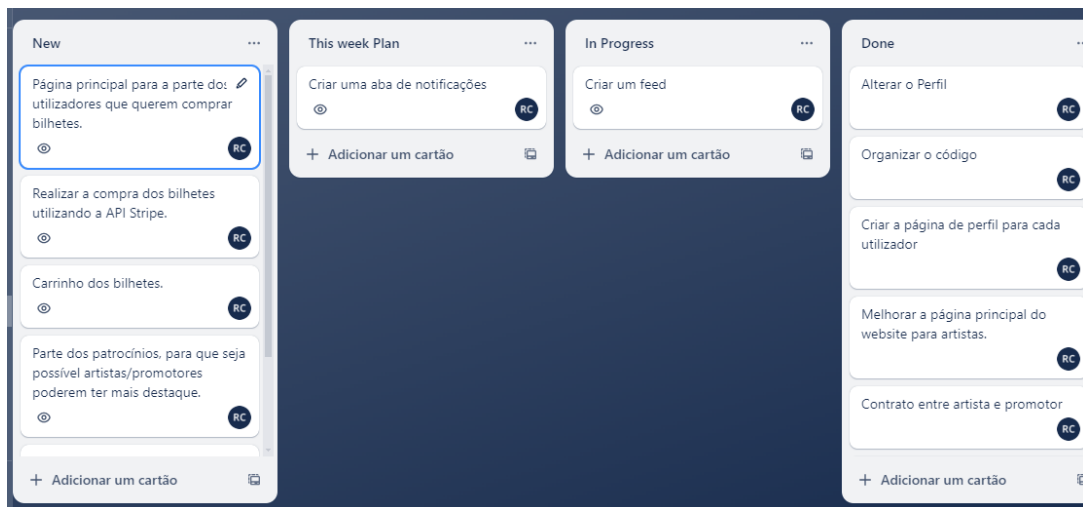 New
Página principal para a parte dos
utilizadores que querem comprar
bilhetes.
RC
Realizar a compra dos bilhetes
utilizando a API Stripe.
RC
Carrinho dos bilhetes.
RC
Parte dos patrocínios, para que seja
possível artistas/promotores
poderem ter mais destaque.
RC
+ Adicionar um cartão
This week Plan
Criar uma aba de notificações
RC
+ Adicionar um cartão
In Progress
Criar um feed
RC
+ Adicionar um cartão
Done
Alterar o Perfil
RC
Organizar o código
RC
Criar a página de perfil para cada
utilizador
RC
Melhorar a página principal do
website para artistas.
RC
Contrato entre artista e promotor
RC
+ Adicionar um cartão